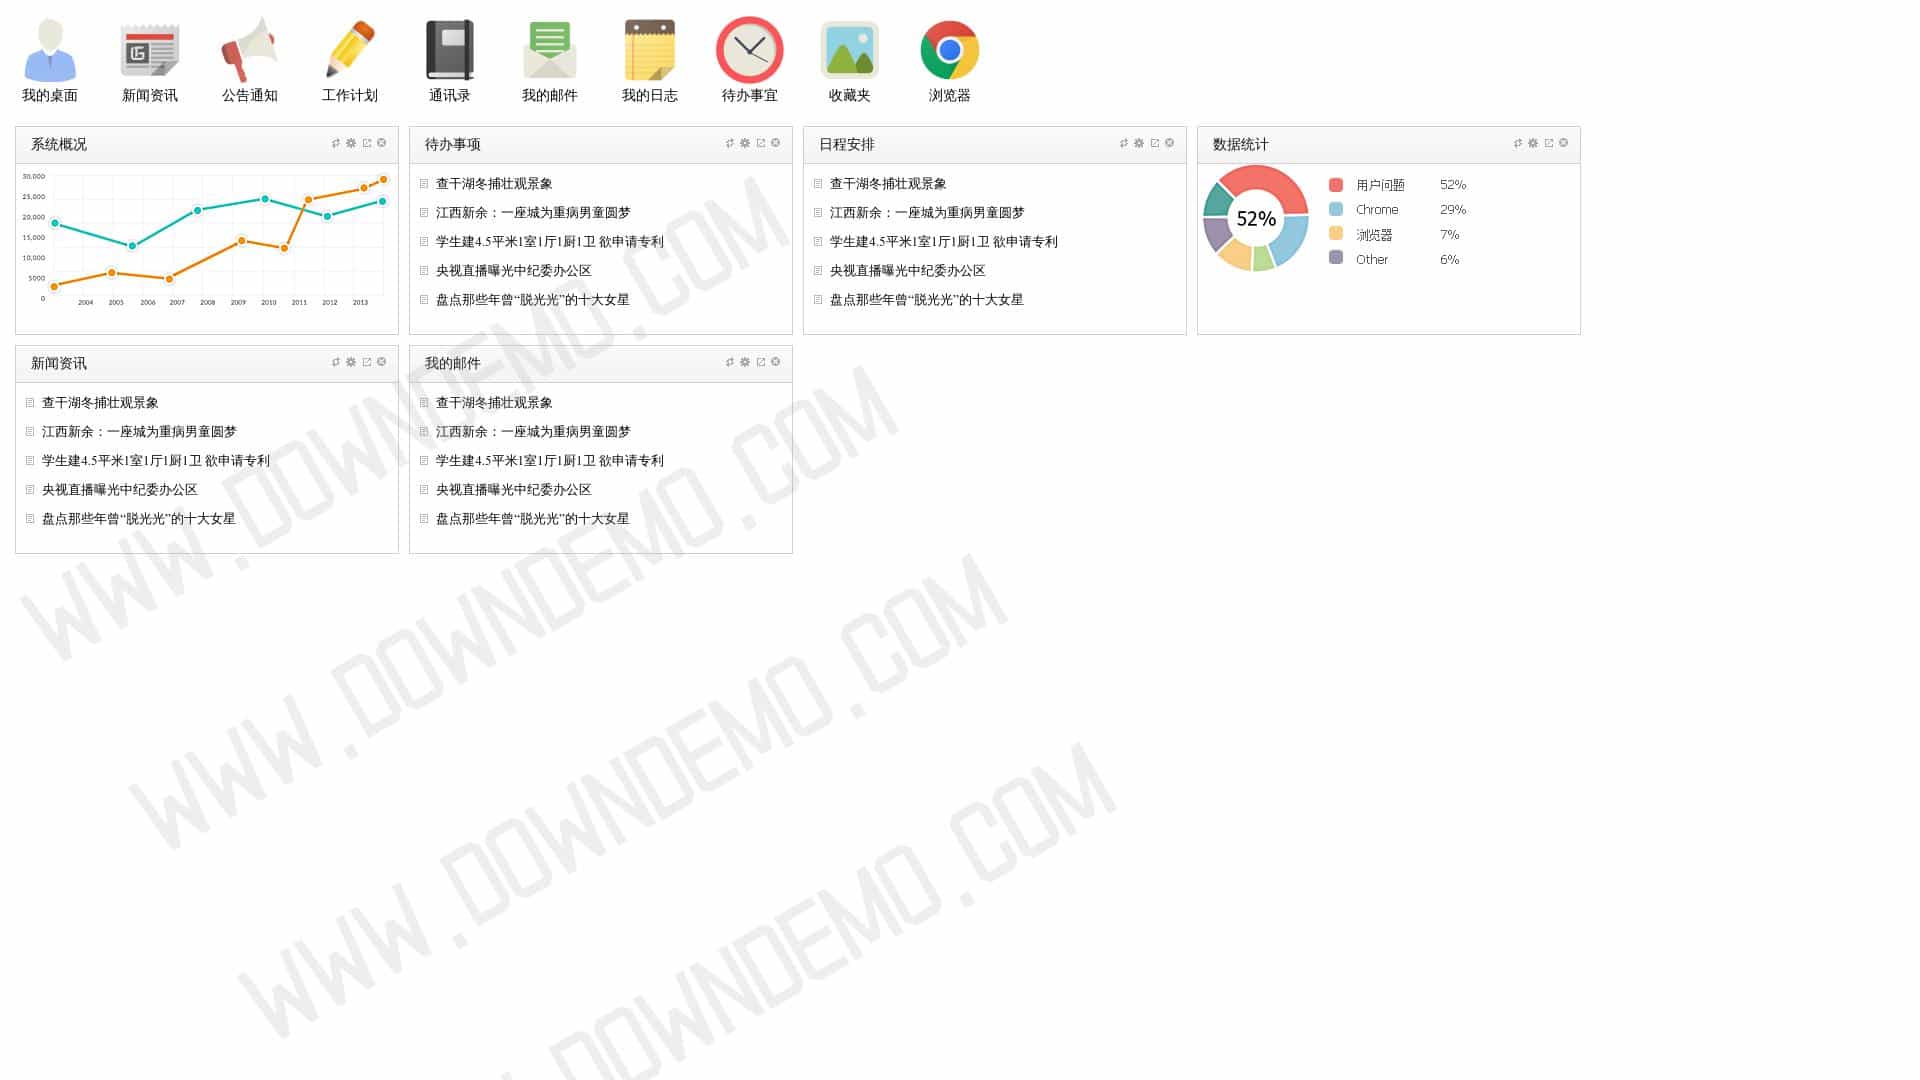 我的桌面 新闻资讯 公告通知 工作计划 通讯录 我的邮件 我的日志 待办事宜 收藏夹 浏览器
系统概况
30,000
25,000
20,000
15,000
10,000
5000
0
2004 2005 2006 2007 2008 2009 2010 2011 2012 2013
待办事项
查干湖冬捕壮观景象
江西新余：一座城为重病男童圆梦
学生建4.5平米1室1厅1厨1卫 欲申请专利
央视直播曝光中纪委办公区
盘点那些年曾“脱光光”的十大女星
日程安排
查干湖冬捕壮观景象
江西新余：一座城为重病男童圆梦
学生建4.5平米1室1厅1厨1卫 欲申请专利
央视直播曝光中纪委办公区
盘点那些年曾“脱光光”的十大女星
数据统计
52%
用户问题 52%
Chrome 29%
浏览器 7%
Other 6%
新闻资讯
查干湖冬捕壮观景象
江西新余：一座城为重病男童圆梦
学生建4.5平米1室1厅1厨1卫 欲申请专利
央视直播曝光中纪委办公区
盘点那些年曾“脱光光”的十大女星
我的邮件
查干湖冬捕壮观景象
江西新余：一座城为重病男童圆梦
学生建4.5平米1室1厅1厨1卫 欲申请专利
央视直播曝光中纪委办公区
盘点那些年曾“脱光光”的十大女星
WWW.DOWNDEMO.COM
WWW.DOWNDEMO.COM
WWW.DOWNDEMO.COM
DOWNDEMO.COM